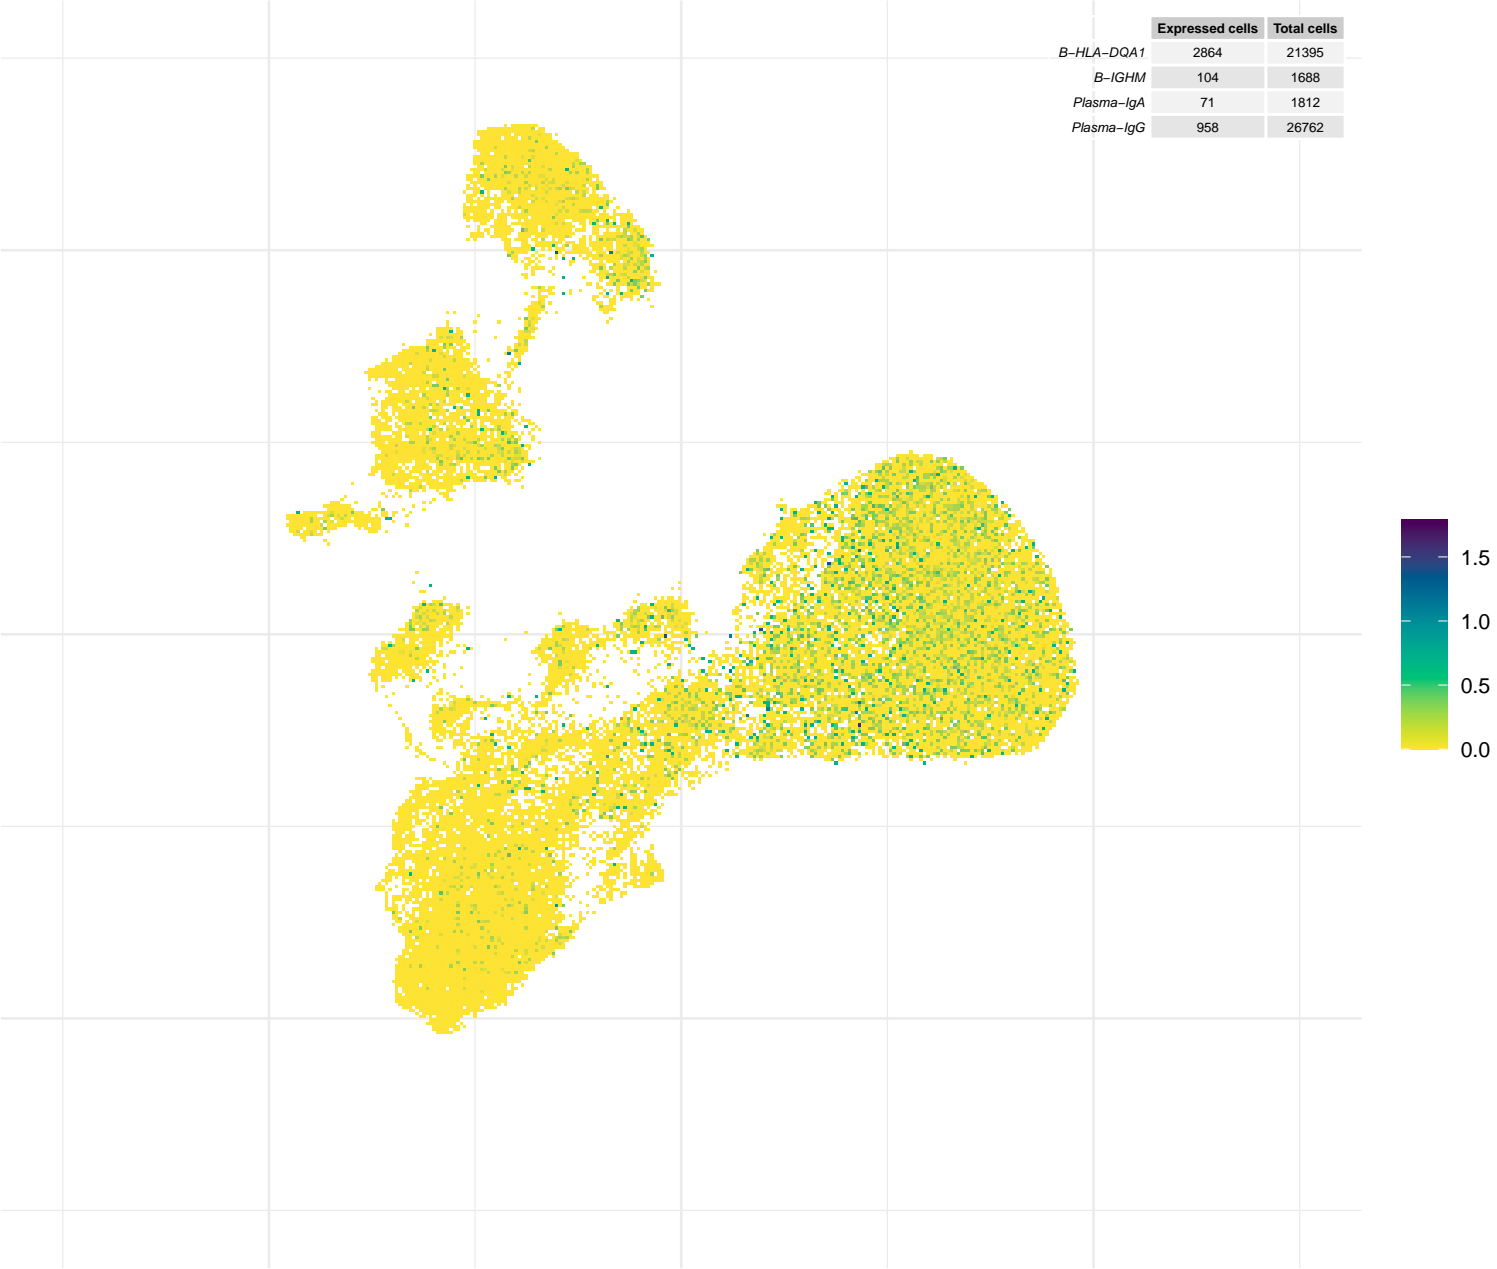 Expressed cells Total cells
B−HLA−DQA1 2864 21395
B−IGHM 104 1688
Plasma−IgA 71 1812
Plasma−IgG 958 26762
1.5
1.0
0.5
0.0